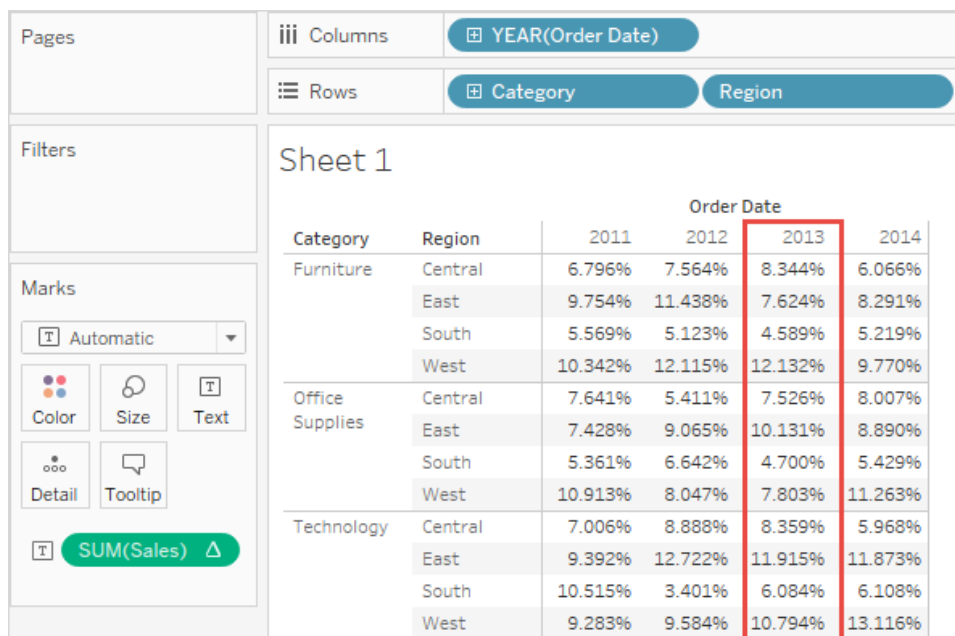 Pages
Columns
YEAR(Order Date)
Rows
Category
Region
Filters
Sheet 1
Order Date
Category Region 2011 2012 2013 2014
Furniture Central 6.796% 7.564% 8.344% 6.066%
East 9.754% 11.438% 7.624% 8.291%
South 5.569% 5.123% 4.589% 5.219%
West 10.342% 12.115% 12.132% 9.770%
Office Central 7.641% 5.411% 7.526% 8.007%
Supplies East 7.428% 9.065% 10.131% 8.890%
South 5.361% 6.642% 4.700% 5.429%
West 10.913% 8.047% 7.803% 11.263%
Technology Central 7.006% 8.888% 8.359% 5.968%
East 9.392% 12.722% 11.915% 11.873%
South 10.515% 3.401% 6.084% 6.108%
West 9.283% 9.584% 10.794% 13.116%
Marks
T Automatic
T
Color Size Text
Detail Tooltip
T SUM(Sales) Δ